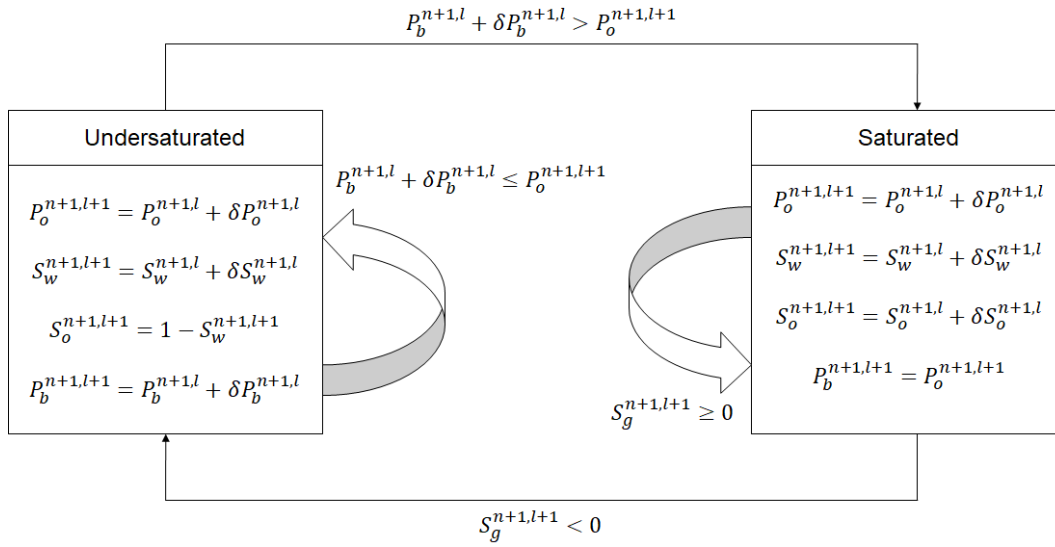 P_b^{n+1,l} + δP_b^{n+1,l} > P_o^{n+1,l+1}
Undersaturated
P_o^{n+1,l+1} = P_o^{n+1,l} + δP_o^{n+1,l}
S_w^{n+1,l+1} = S_w^{n+1,l} + δS_w^{n+1,l}
S_o^{n+1,l+1} = 1 − S_w^{n+1,l+1}
P_b^{n+1,l+1} = P_b^{n+1,l} + δP_b^{n+1,l}
P_b^{n+1,l} + δP_b^{n+1,l} ≤ P_o^{n+1,l+1}
Saturated
P_o^{n+1,l+1} = P_o^{n+1,l} + δP_o^{n+1,l}
S_w^{n+1,l+1} = S_w^{n+1,l} + δS_w^{n+1,l}
S_o^{n+1,l+1} = S_o^{n+1,l} + δS_o^{n+1,l}
P_b^{n+1,l+1} = P_o^{n+1,l+1}
S_g^{n+1,l+1} ≥ 0
S_g^{n+1,l+1} < 0